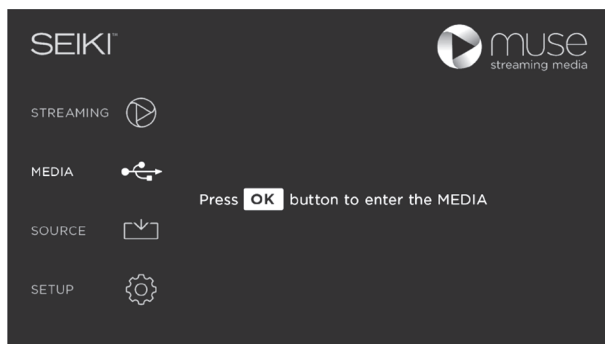 SEIKI™
muse
streaming media
STREAMING
MEDIA
Press OK button to enter the MEDIA
SOURCE
SETUP